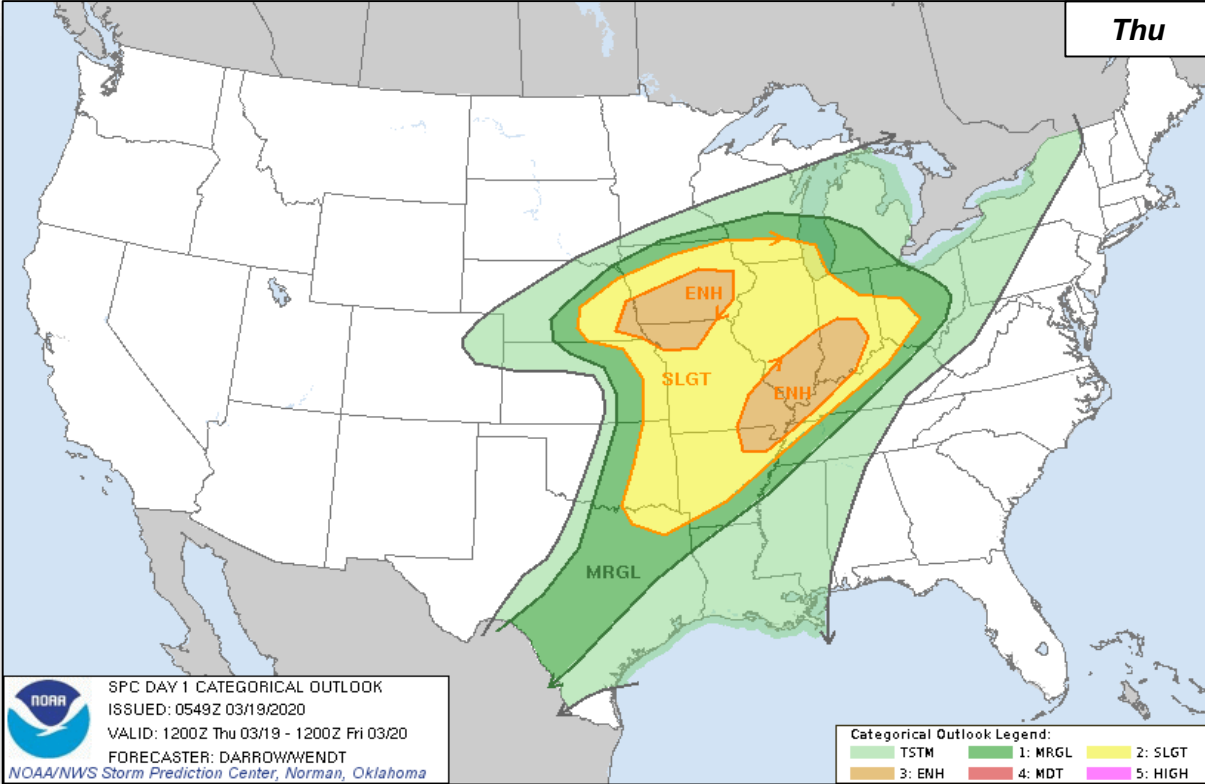 Thu
ENH
SLGT
ENH
MRGL
NOAA
SPC DAY 1 CATEGORICAL OUTLOOK
ISSUED: 0549Z 03/19/2020
VALID: 1200Z Thu 03/19 - 1200Z Fri 03/20
FORECASTER: DARROW/WENDT
NOAA/NWS Storm Prediction Center, Norman, Oklahoma
Categorical Outlook Legend:
TSTM 1: MRGL 2: SLGT
3: ENH 4: MDT 5: HIGH